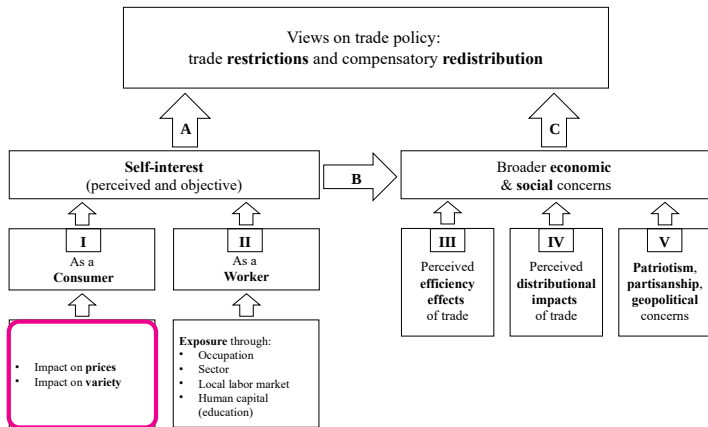 Views on trade policy:
trade restrictions and compensatory redistribution
A
C
Self-interest
(perceived and objective)
B
Broader economic
& social concerns
I
As a
Consumer
II
As a
Worker
III
Perceived
efficiency
effects
of trade
IV
Perceived
distributional
impacts
of trade
V
Patriotism,
partisanship,
geopolitical
concerns
• Impact on prices
• Impact on variety
Exposure through:
• Occupation
• Sector
• Local labor market
• Human capital
(education)